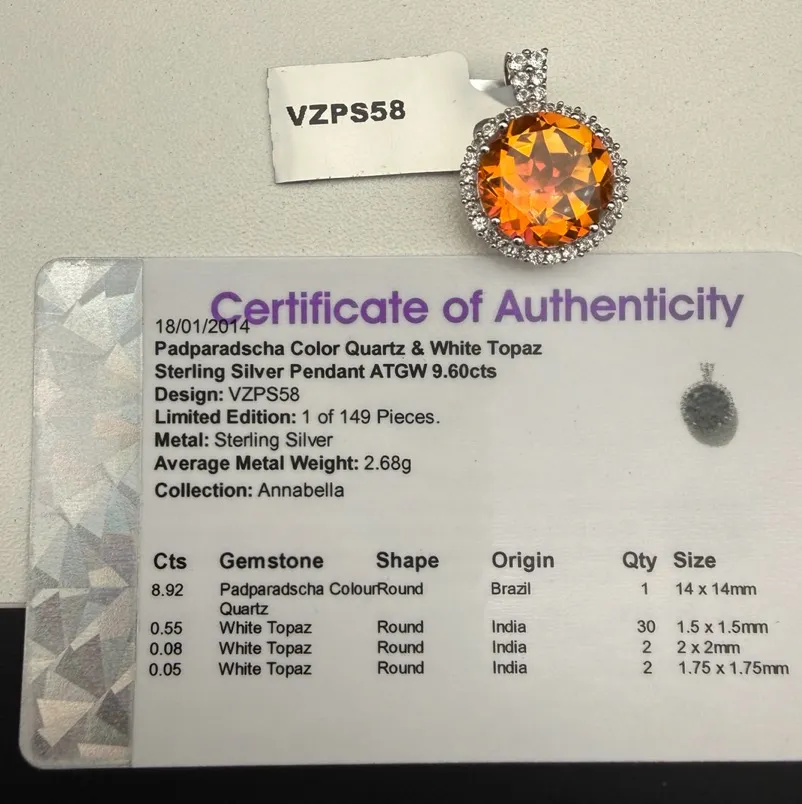 VZPS58
Certificate of Authenticity
18/01/2014
Padparadscha Color Quartz & White Topaz
Sterling Silver Pendant ATGW 9.60cts
Design: VZPS58
Limited Edition: 1 of 149 Pieces.
Metal: Sterling Silver
Average Metal Weight: 2.68g
Collection: Annabella
Cts Gemstone Shape Origin Qty Size
8.92 Padparadscha Colour Round Brazil 1 14 x 14mm
Quartz
0.55 White Topaz Round India 30 1.5 x 1.5mm
0.08 White Topaz Round India 2 2 x 2mm
0.05 White Topaz Round India 2 1.75 x 1.75mm